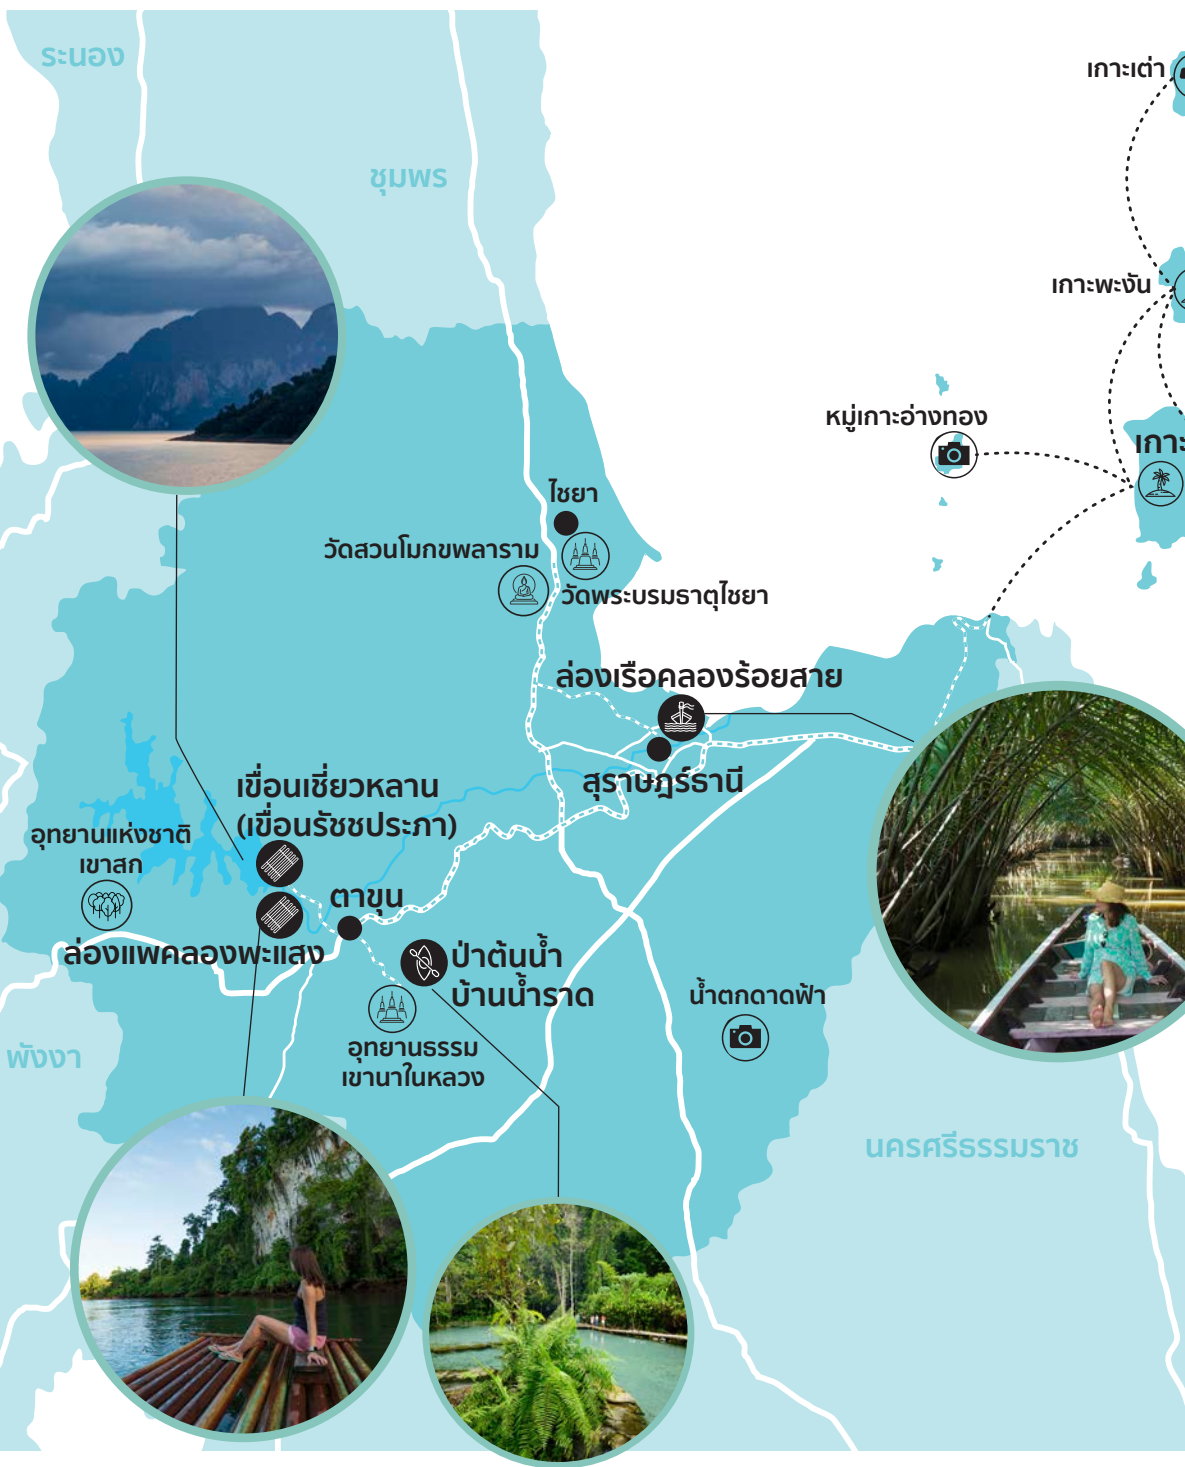 ระนอง
เกาะเต่า
ชุมพร
เกาะพะงัน
หมู่เกาะอ่างทอง
เกาะ
ไชยา
วัดสวนโมกขพลาราม
วัดพระบรมธาตุไชยา
ล่องเรือคลองร้อยสาย
สุราษฎร์ธานี
เขื่อนเชี่ยวหลาน
(เขื่อนรัชชประภา)
อุทยานแห่งชาติ
เขาสก
ตาขุน
ล่องแพคลองพะแสง
ป่าต้นน้ำ
บ้านน้ำราด
น้ำตกดาดฟ้า
อุทยานธรรม
เขานาในหลวง
พังงา
นครศรีธรรมราช